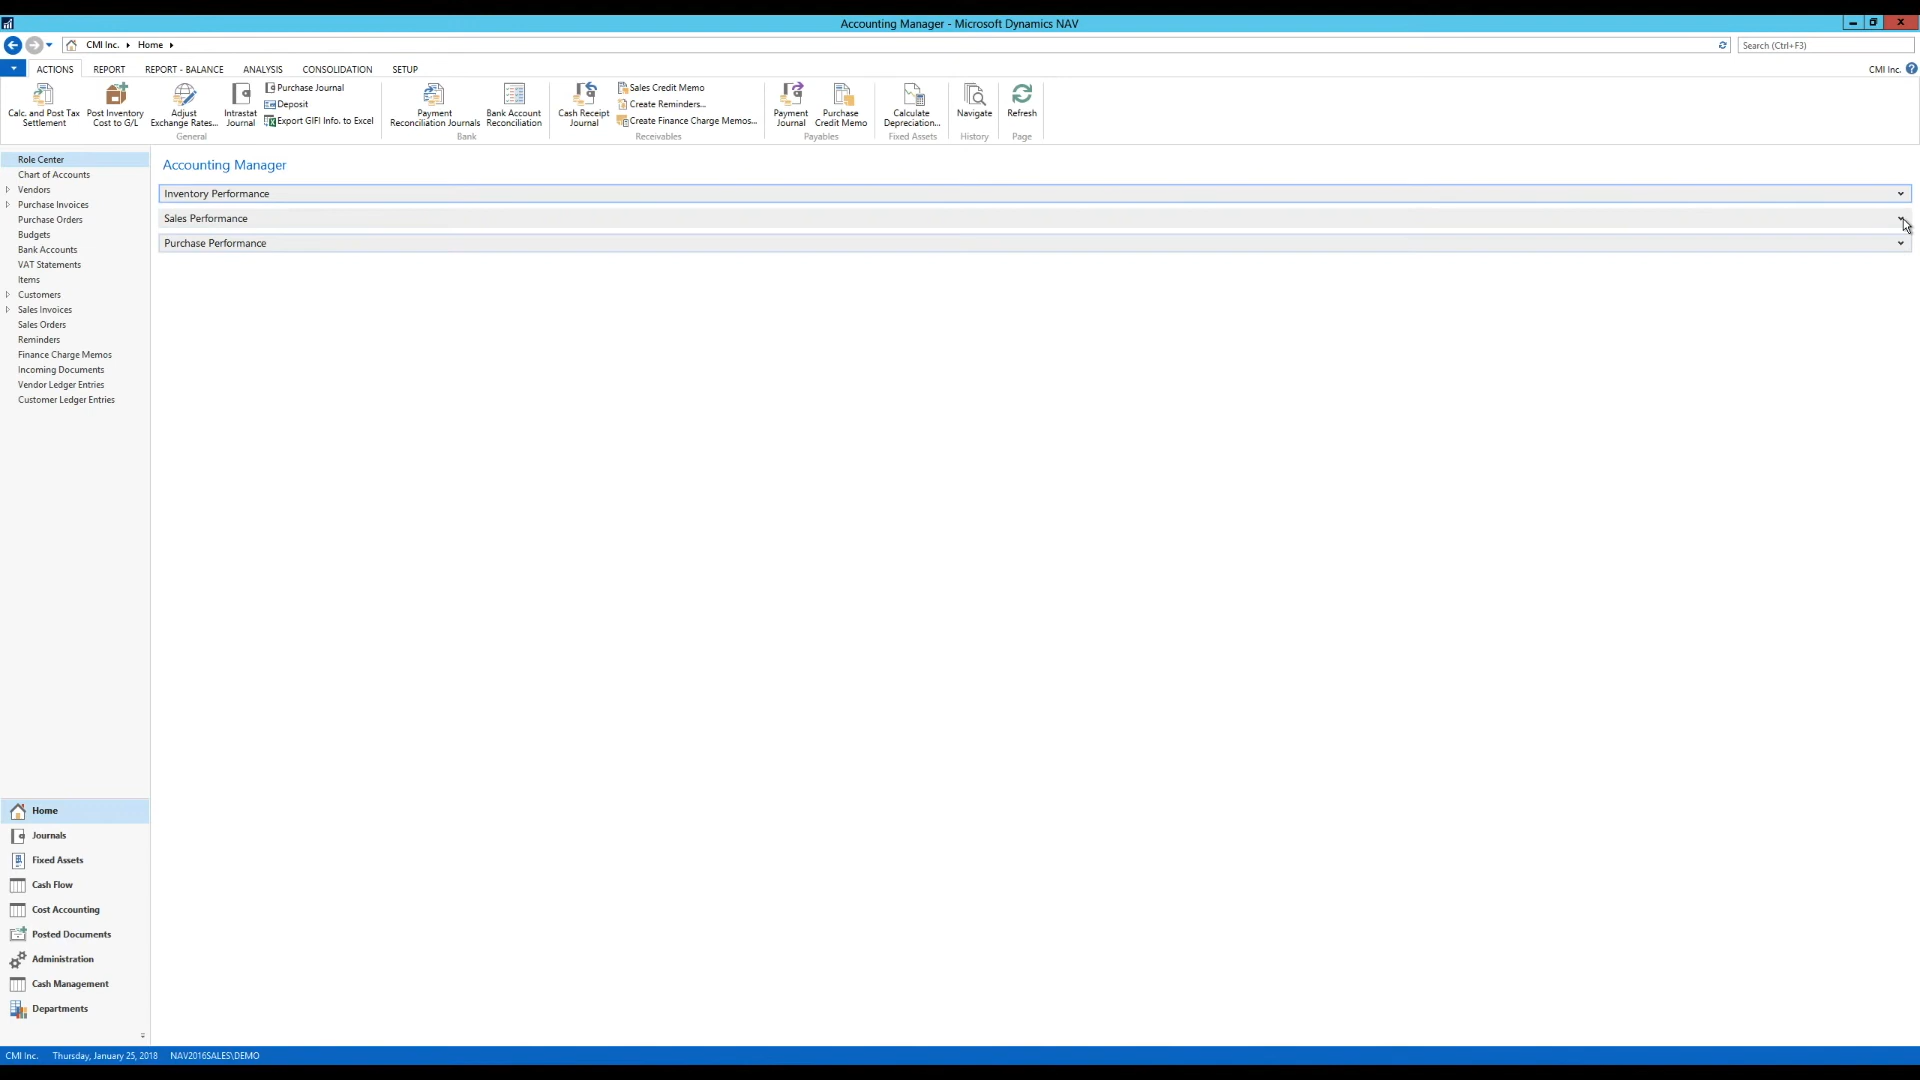 Accounting Manager - Microsoft Dynamics NAV
CMI Inc. Home
Search (Ctrl+F3)
ACTIONS REPORT REPORT - BALANCE ANALYSIS CONSOLIDATION SETUP
CMI Inc.
Calc. and Post Tax Settlement
Post Inventory Cost to G/L
Adjust Exchange Rates...
Intrastat Journal
Purchase Journal
Deposit
Export GIFI Info. to Excel
General
Payment Reconciliation Journals
Bank Account Reconciliation
Bank
Cash Receipt Journal
Sales Credit Memo
Create Reminders...
Create Finance Charge Memos...
Receivables
Payment Journal
Purchase Credit Memo
Payables
Calculate Depreciation...
Fixed Assets
Navigate
History
Refresh
Page
Role Center
Chart of Accounts
Vendors
Purchase Invoices
Purchase Orders
Budgets
Bank Accounts
VAT Statements
Items
Customers
Sales Invoices
Sales Orders
Reminders
Finance Charge Memos
Incoming Documents
Vendor Ledger Entries
Customer Ledger Entries
Accounting Manager
Inventory Performance
Sales Performance
Purchase Performance
Home
Journals
Fixed Assets
Cash Flow
Cost Accounting
Posted Documents
Administration
Cash Management
Departments
CMI Inc. Thursday, January 25, 2018 NAV2016SALES\DEMO